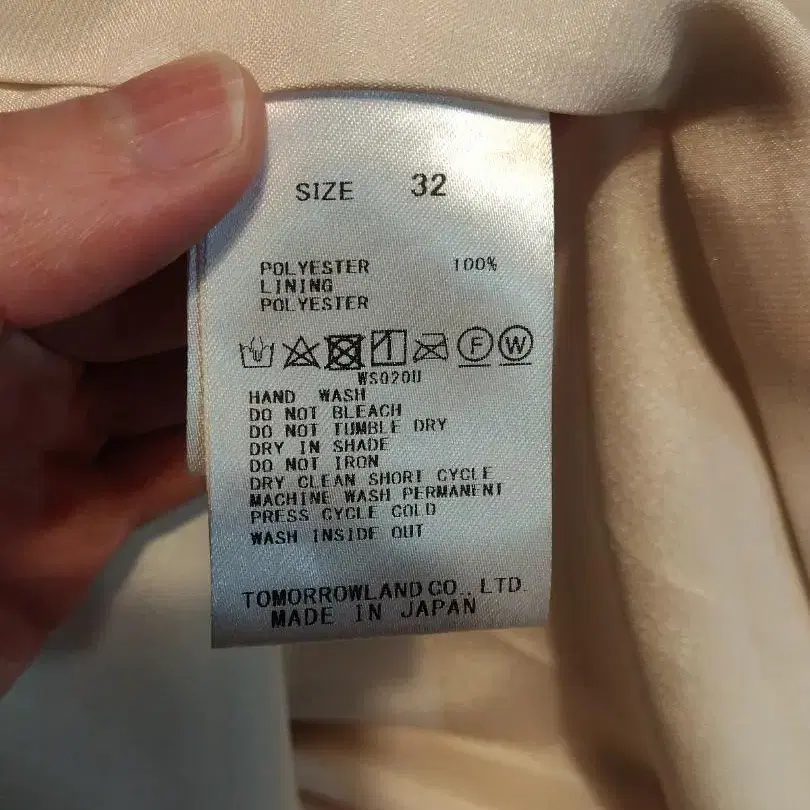 SIZE 32
POLYESTER 100%
LINING
POLYESTER
F W
WS020U
HAND WASH
DO NOT BLEACH
DO NOT TUMBLE DRY
DRY IN SHADE
DO NOT IRON
DRY CLEAN SHORT CYCLE
MACHINE WASH PERMANENT
PRESS CYCLE COLD
WASH INSIDE OUT
TOMORROWLAND CO., LTD.
MADE IN JAPAN